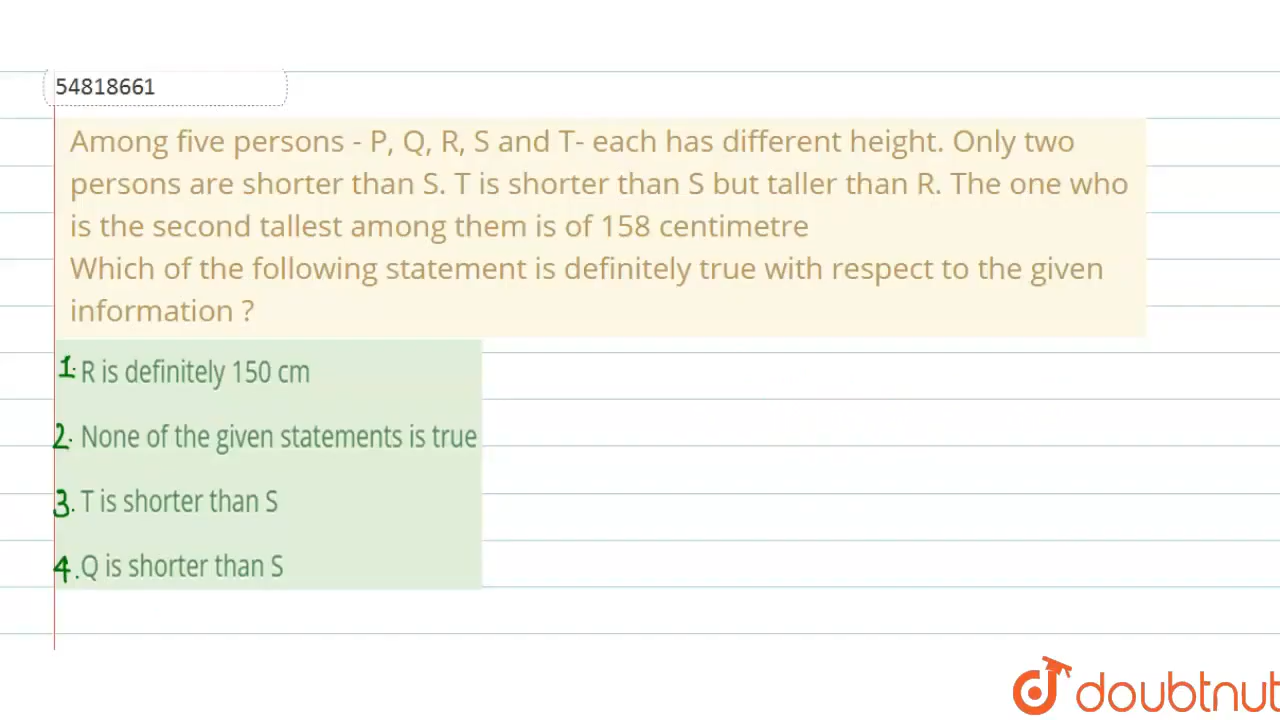 54818661
Among five persons - P, Q, R, S and T- each has different height. Only two
persons are shorter than S. T is shorter than S but taller than R. The one who
is the second tallest among them is of 158 centimetre
Which of the following statement is definitely true with respect to the given
information ?
1. R is definitely 150 cm
2. None of the given statements is true
3. T is shorter than S
4. Q is shorter than S
doubtnut